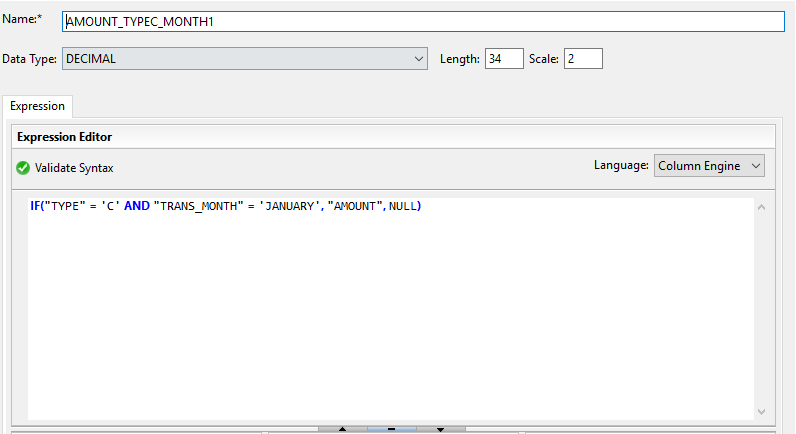 Name:* AMOUNT_TYPEC_MONTH1
Data Type: DECIMAL Length: 34 Scale: 2
Expression
Expression Editor
Validate Syntax Language: Column Engine
IF("TYPE" = 'C' AND "TRANS_MONTH" = 'JANUARY', "AMOUNT", NULL)